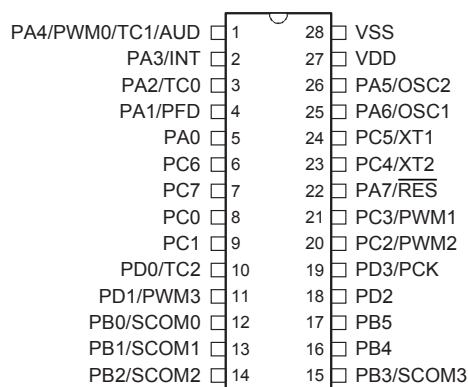 PA4/PWM0/TC1/AUD 1 28 VSS
PA3/INT 2 27 VDD
PA2/TC0 3 26 PA5/OSC2
PA1/PFD 4 25 PA6/OSC1
PA0 5 24 PC5/XT1
PC6 6 23 PC4/XT2
PC7 7 22 PA7/RES
PC0 8 21 PC3/PWM1
PC1 9 20 PC2/PWM2
PD0/TC2 10 19 PD3/PCK
PD1/PWM3 11 18 PD2
PB0/SCOM0 12 17 PB5
PB1/SCOM1 13 16 PB4
PB2/SCOM2 14 15 PB3/SCOM3